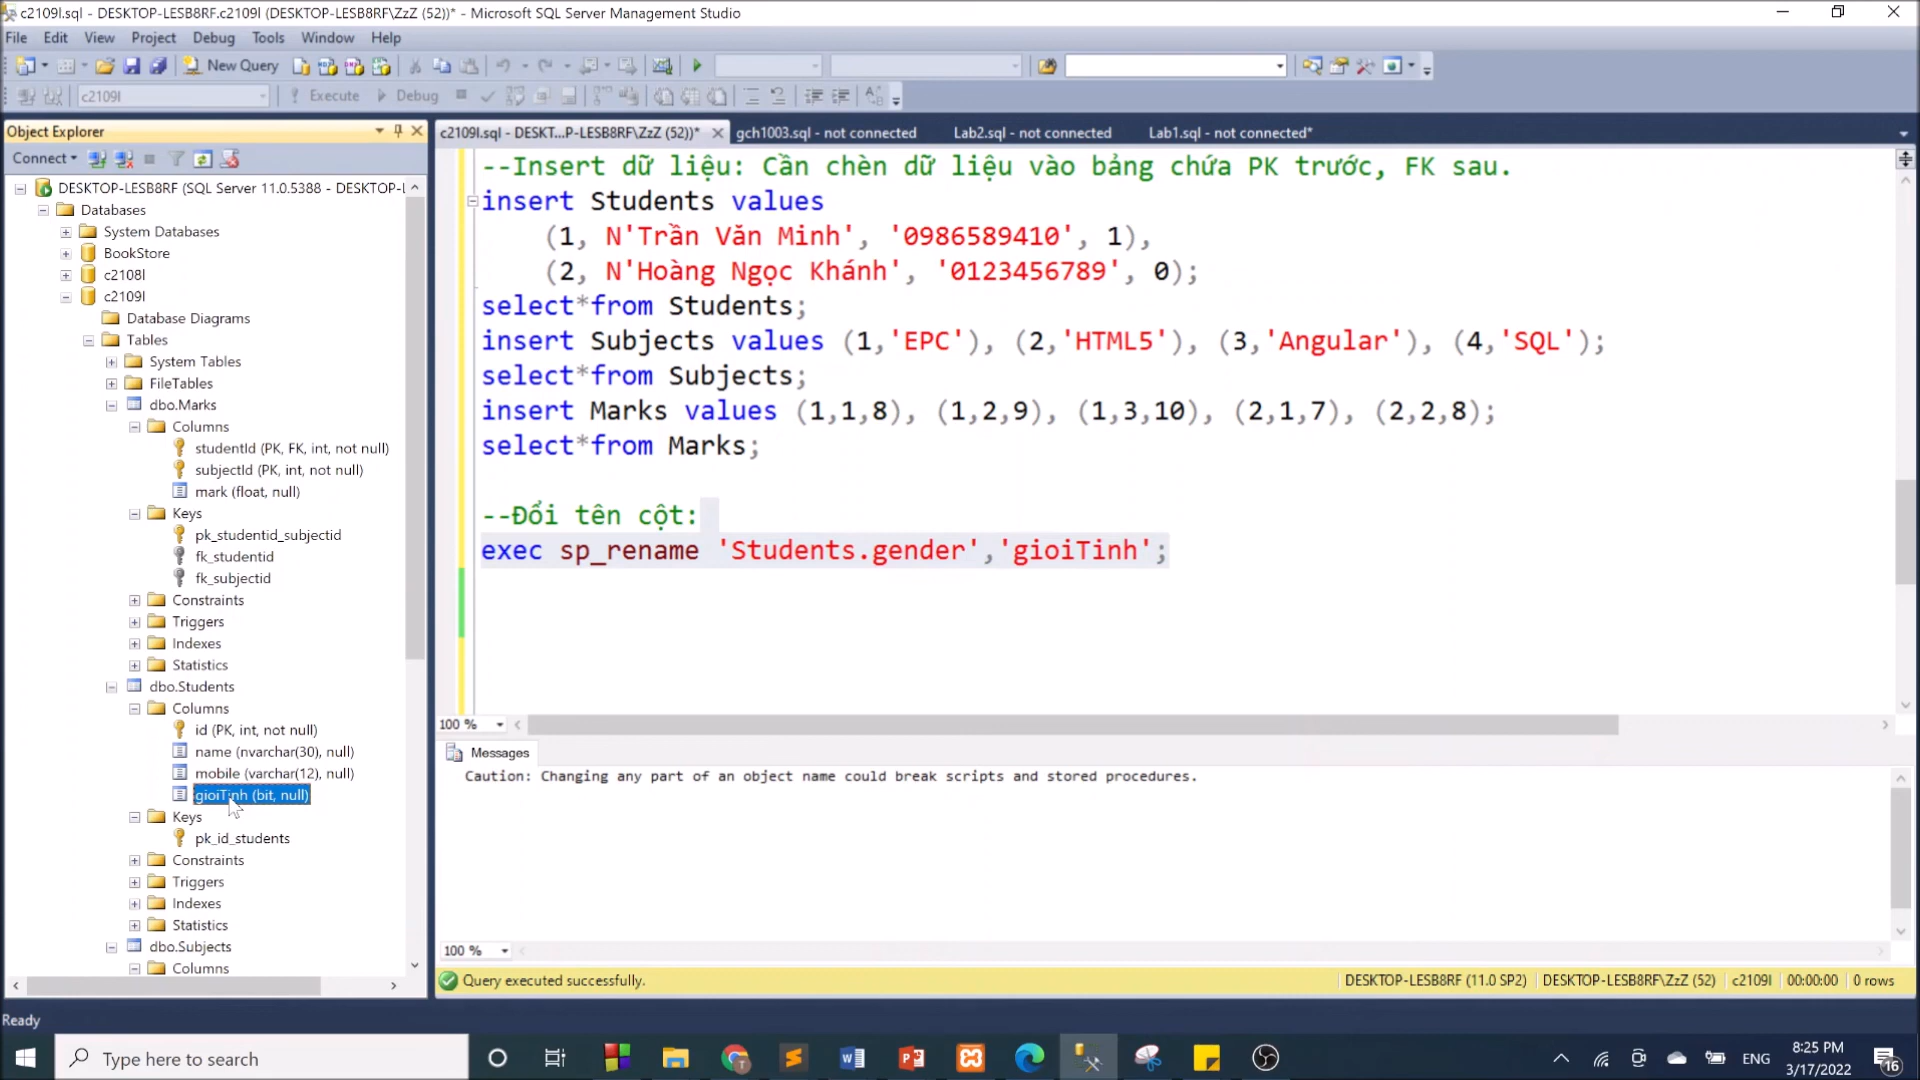 c2109l.sql - DESKTOP-LESB8RF.c2109l (DESKTOP-LESB8RF\ZzZ (52))* - Microsoft SQL Server Management Studio
File Edit View Project Debug Tools Window Help
New Query
c2109l Execute Debug
Object Explorer
Connect
DESKTOP-LESB8RF (SQL Server 11.0.5388 - DESKTOP-L
Databases
System Databases
BookStore
c2108l
c2109l
Database Diagrams
Tables
System Tables
FileTables
dbo.Marks
Columns
studentId (PK, FK, int, not null)
subjectId (PK, int, not null)
mark (float, null)
Keys
pk_studentid_subjectid
fk_studentid
fk_subjectid
Constraints
Triggers
Indexes
Statistics
dbo.Students
Columns
id (PK, int, not null)
name (nvarchar(30), null)
mobile (varchar(12), null)
gioiTinh (bit, null)
Keys
pk_id_students
Constraints
Triggers
Indexes
Statistics
dbo.Subjects
Columns
c2109l.sql - DESKT...P-LESB8RF\ZzZ (52))* gch1003.sql - not connected Lab2.sql - not connected Lab1.sql - not connected*
--Insert dữ liệu: Cần chèn dữ liệu vào bảng chứa PK trước, FK sau.
insert Students values
(1, N'Trần Văn Minh', '0986589410', 1),
(2, N'Hoàng Ngọc Khánh', '0123456789', 0);
select*from Students;
insert Subjects values (1,'EPC'), (2,'HTML5'), (3,'Angular'), (4,'SQL');
select*from Subjects;
insert Marks values (1,1,8), (1,2,9), (1,3,10), (2,1,7), (2,2,8);
select*from Marks;
--Đổi tên cột:
exec sp_rename 'Students.gender','gioiTinh';
100 %
Messages
Caution: Changing any part of an object name could break scripts and stored procedures.
100 %
Query executed successfully. DESKTOP-LESB8RF (11.0 SP2) DESKTOP-LESB8RF\ZzZ (52) c2109l 00:00:00 0 rows
Ready
Type here to search
ENG
8:25 PM
3/17/2022
16